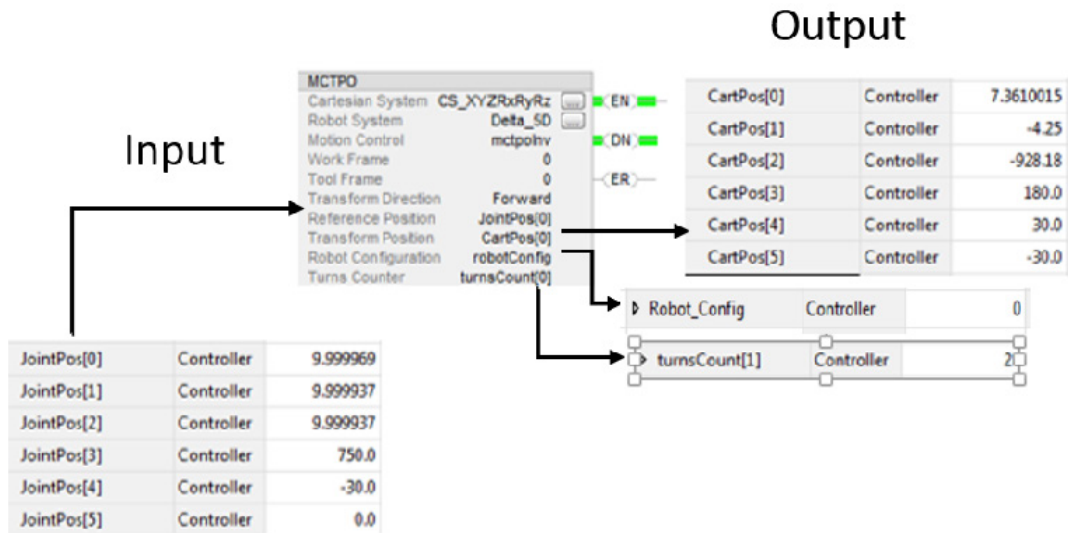 Output
Input
MCTPO
Cartesian System CS_XYZRxRyRz
Robot System Delta_5D
Motion Control mctpoInv
Work Frame 0
Tool Frame 0
Transform Direction Forward
Reference Position JointPos[0]
Transform Position CartPos[0]
Robot Configuration robotConfig
Turns Counter turnsCount[0]
EN
DN
ER
CartPos[0] Controller 7.3610015
CartPos[1] Controller -4.25
CartPos[2] Controller -928.18
CartPos[3] Controller 180.0
CartPos[4] Controller 30.0
CartPos[5] Controller -30.0
Robot_Config Controller 0
turnsCount[1] Controller 2
JointPos[0] Controller 9.999969
JointPos[1] Controller 9.999937
JointPos[2] Controller 9.999937
JointPos[3] Controller 750.0
JointPos[4] Controller -30.0
JointPos[5] Controller 0.0